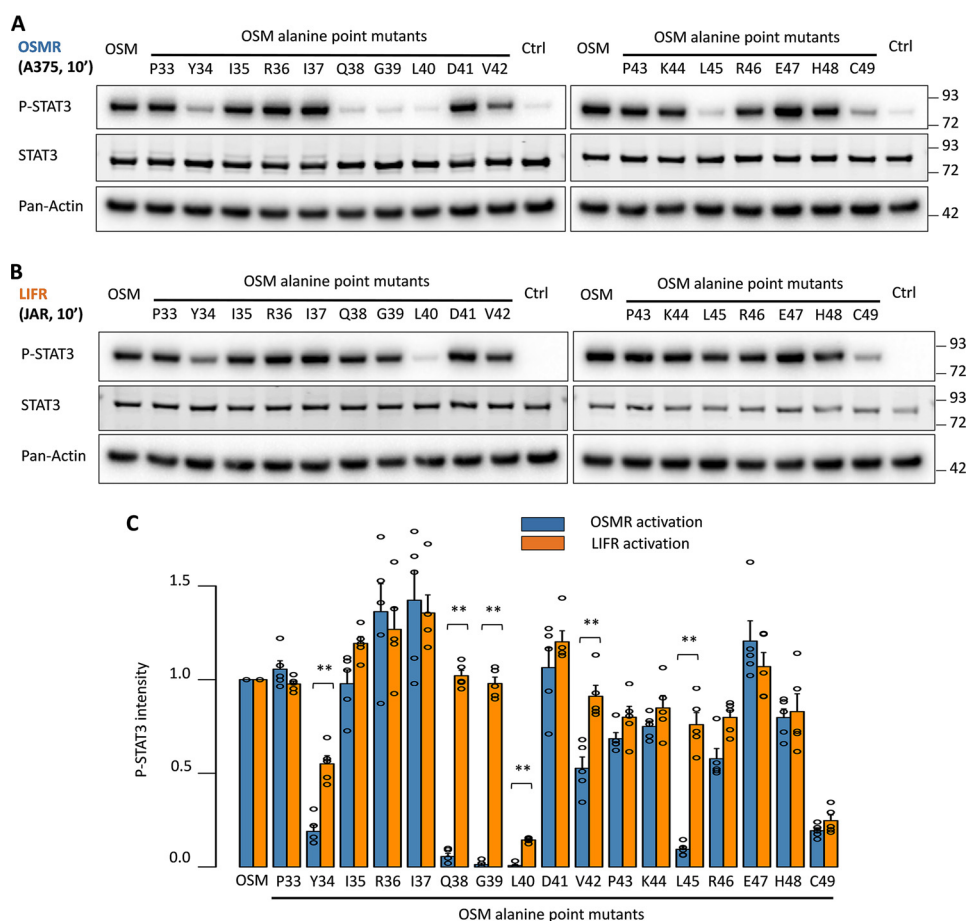 A
OSMR
(A375, 10’)
OSM OSM alanine point mutants Ctrl OSM OSM alanine point mutants Ctrl
P33 Y34 I35 R36 I37 Q38 G39 L40 D41 V42 P43 K44 L45 R46 E47 H48 C49
P-STAT3 93
72
STAT3 93
72
Pan-Actin 42
B
LIFR
(JAR, 10’)
OSM OSM alanine point mutants Ctrl OSM OSM alanine point mutants Ctrl
P33 Y34 I35 R36 I37 Q38 G39 L40 D41 V42 P43 K44 L45 R46 E47 H48 C49
P-STAT3 93
72
STAT3 93
72
Pan-Actin 42
C
OSMR activation
LIFR activation
P-STAT3 intensity
1.5
1.0
0.5
0.0
** ** ** ** ** **
OSM P33 Y34 I35 R36 I37 Q38 G39 L40 D41 V42 P43 K44 L45 R46 E47 H48 C49
OSM alanine point mutants